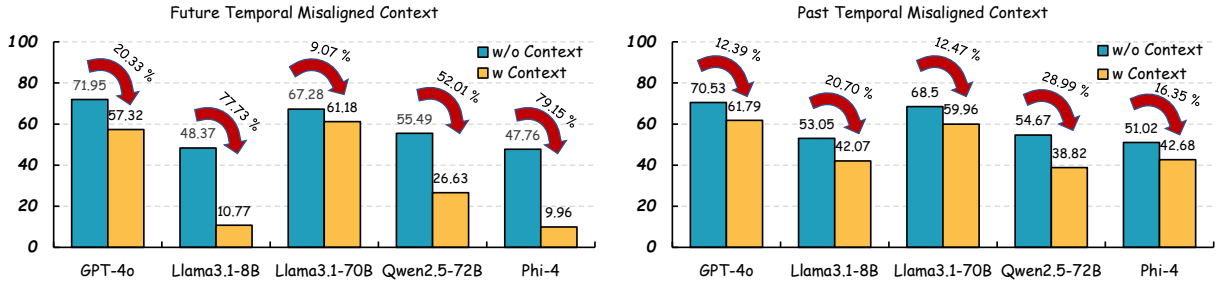 Future Temporal Misaligned Context
100
80
60
40
20
0
w/o Context
w Context
20.33 %
77.73 %
9.07 %
52.01 %
79.15 %
71.95
57.32
48.37
10.77
67.28
61.18
55.49
26.63
47.76
9.96
GPT-4o
Llama3.1-8B
Llama3.1-70B
Qwen2.5-72B
Phi-4
Past Temporal Misaligned Context
100
80
60
40
20
0
w/o Context
w Context
12.39 %
20.70 %
12.47 %
28.99 %
16.35 %
70.53
61.79
53.05
42.07
68.5
59.96
54.67
38.82
51.02
42.68
GPT-4o
Llama3.1-8B
Llama3.1-70B
Qwen2.5-72B
Phi-4